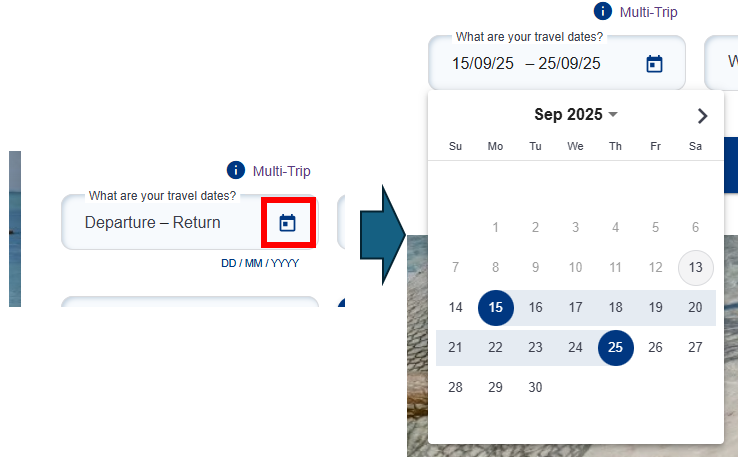 Multi-Trip
What are your travel dates?
Departure – Return
DD / MM / YYYY
Multi-Trip
What are your travel dates?
15/09/25 – 25/09/25
W
Sep 2025
Su Mo Tu We Th Fr Sa
1 2 3 4 5 6
7 8 9 10 11 12 13
14 15 16 17 18 19 20
21 22 23 24 25 26 27
28 29 30